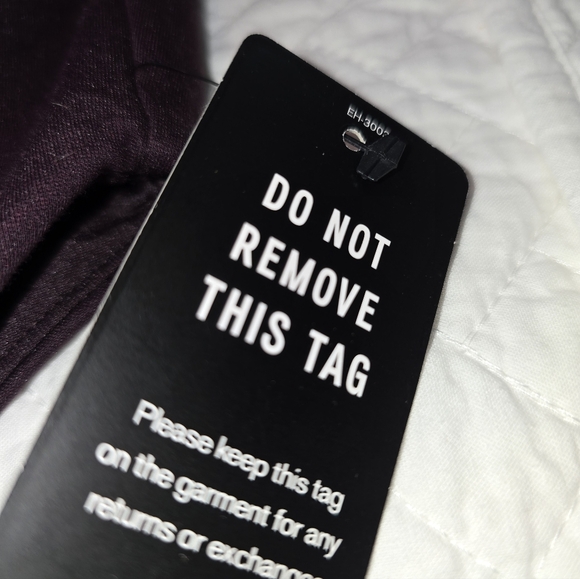 DO NOT
REMOVE
THIS TAG
Please keep this tag
on the garment for any
returns or